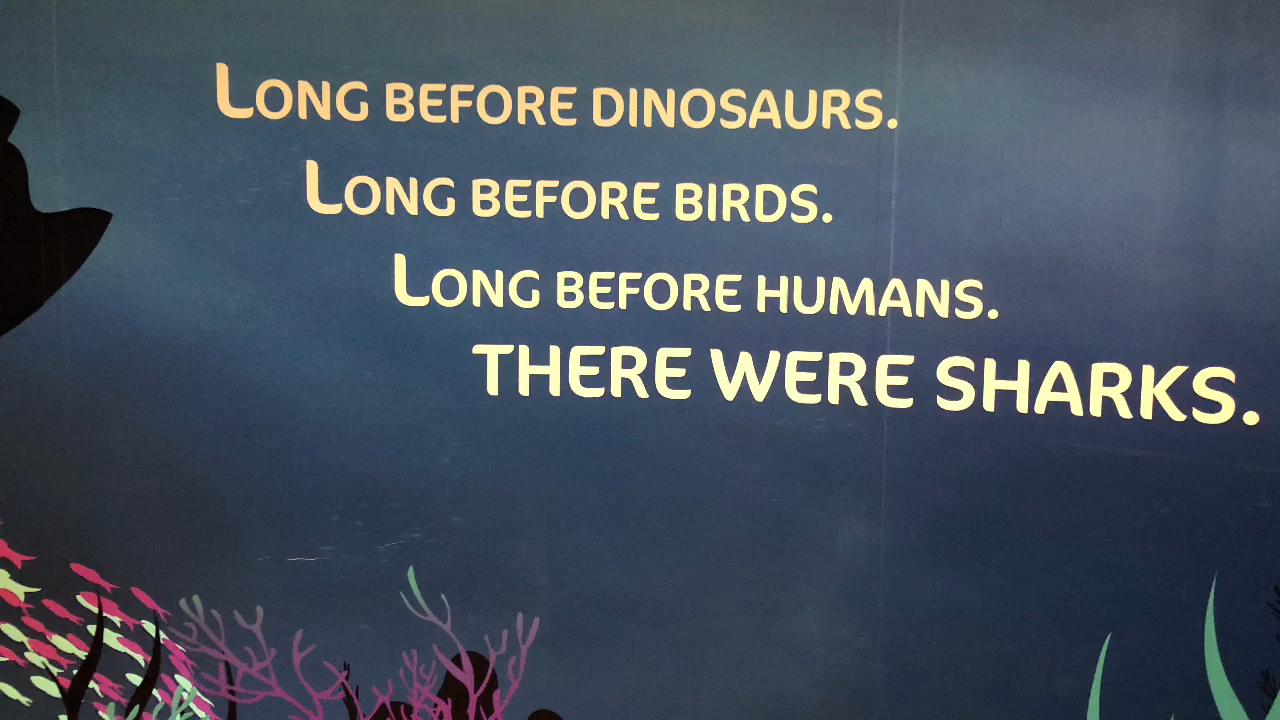 Long before dinosaurs.
Long before birds.
Long before humans.
THERE WERE SHARKS.